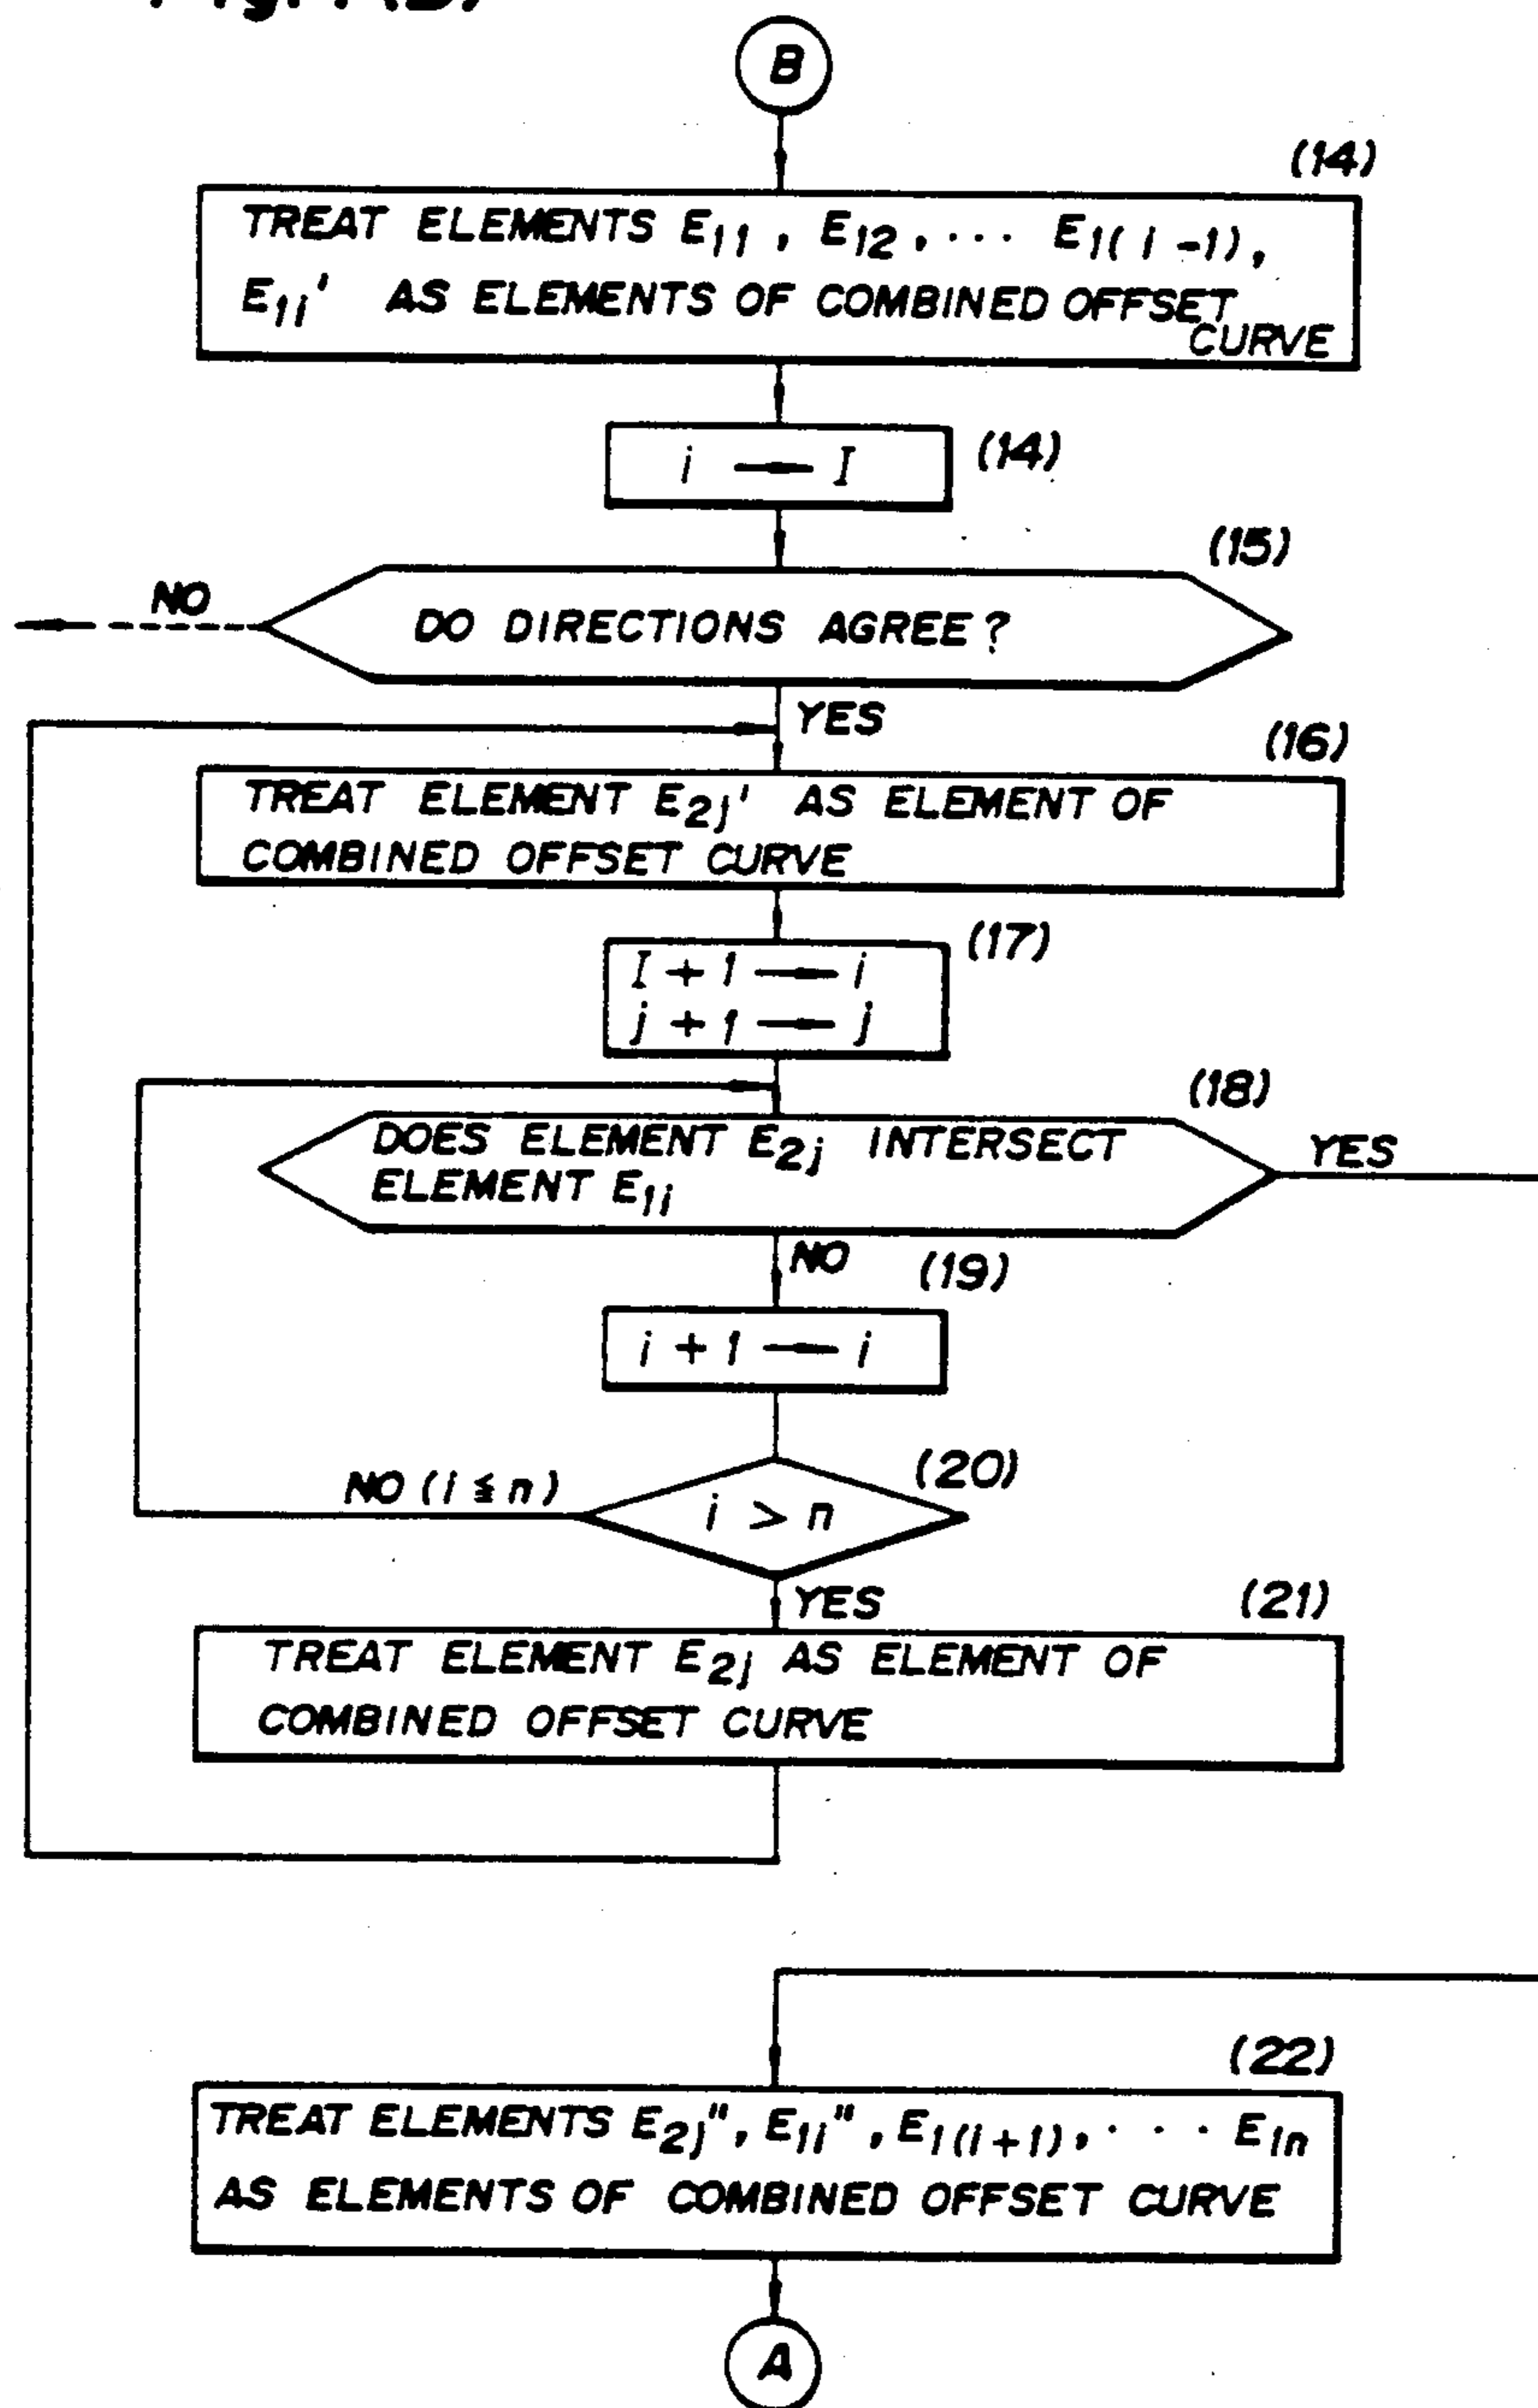 B
(14)
TREAT ELEMENTS E11, E12, ··· E1(i-1),
E1i' AS ELEMENTS OF COMBINED OFFSET
CURVE
i → I (14)
(15)
NO
DO DIRECTIONS AGREE?
YES
(16)
TREAT ELEMENT E2j' AS ELEMENT OF
COMBINED OFFSET CURVE
(17)
I + 1 → i
j + 1 → j
(18)
DOES ELEMENT E2j INTERSECT
ELEMENT E1i
YES
NO (19)
i + 1 → i
(20)
NO (i ≦ n)
i > n
YES
(21)
TREAT ELEMENT E2j AS ELEMENT OF
COMBINED OFFSET CURVE
(22)
TREAT ELEMENTS E2j", E1i", E1(i+1), · · · E1n
AS ELEMENTS OF COMBINED OFFSET CURVE
A